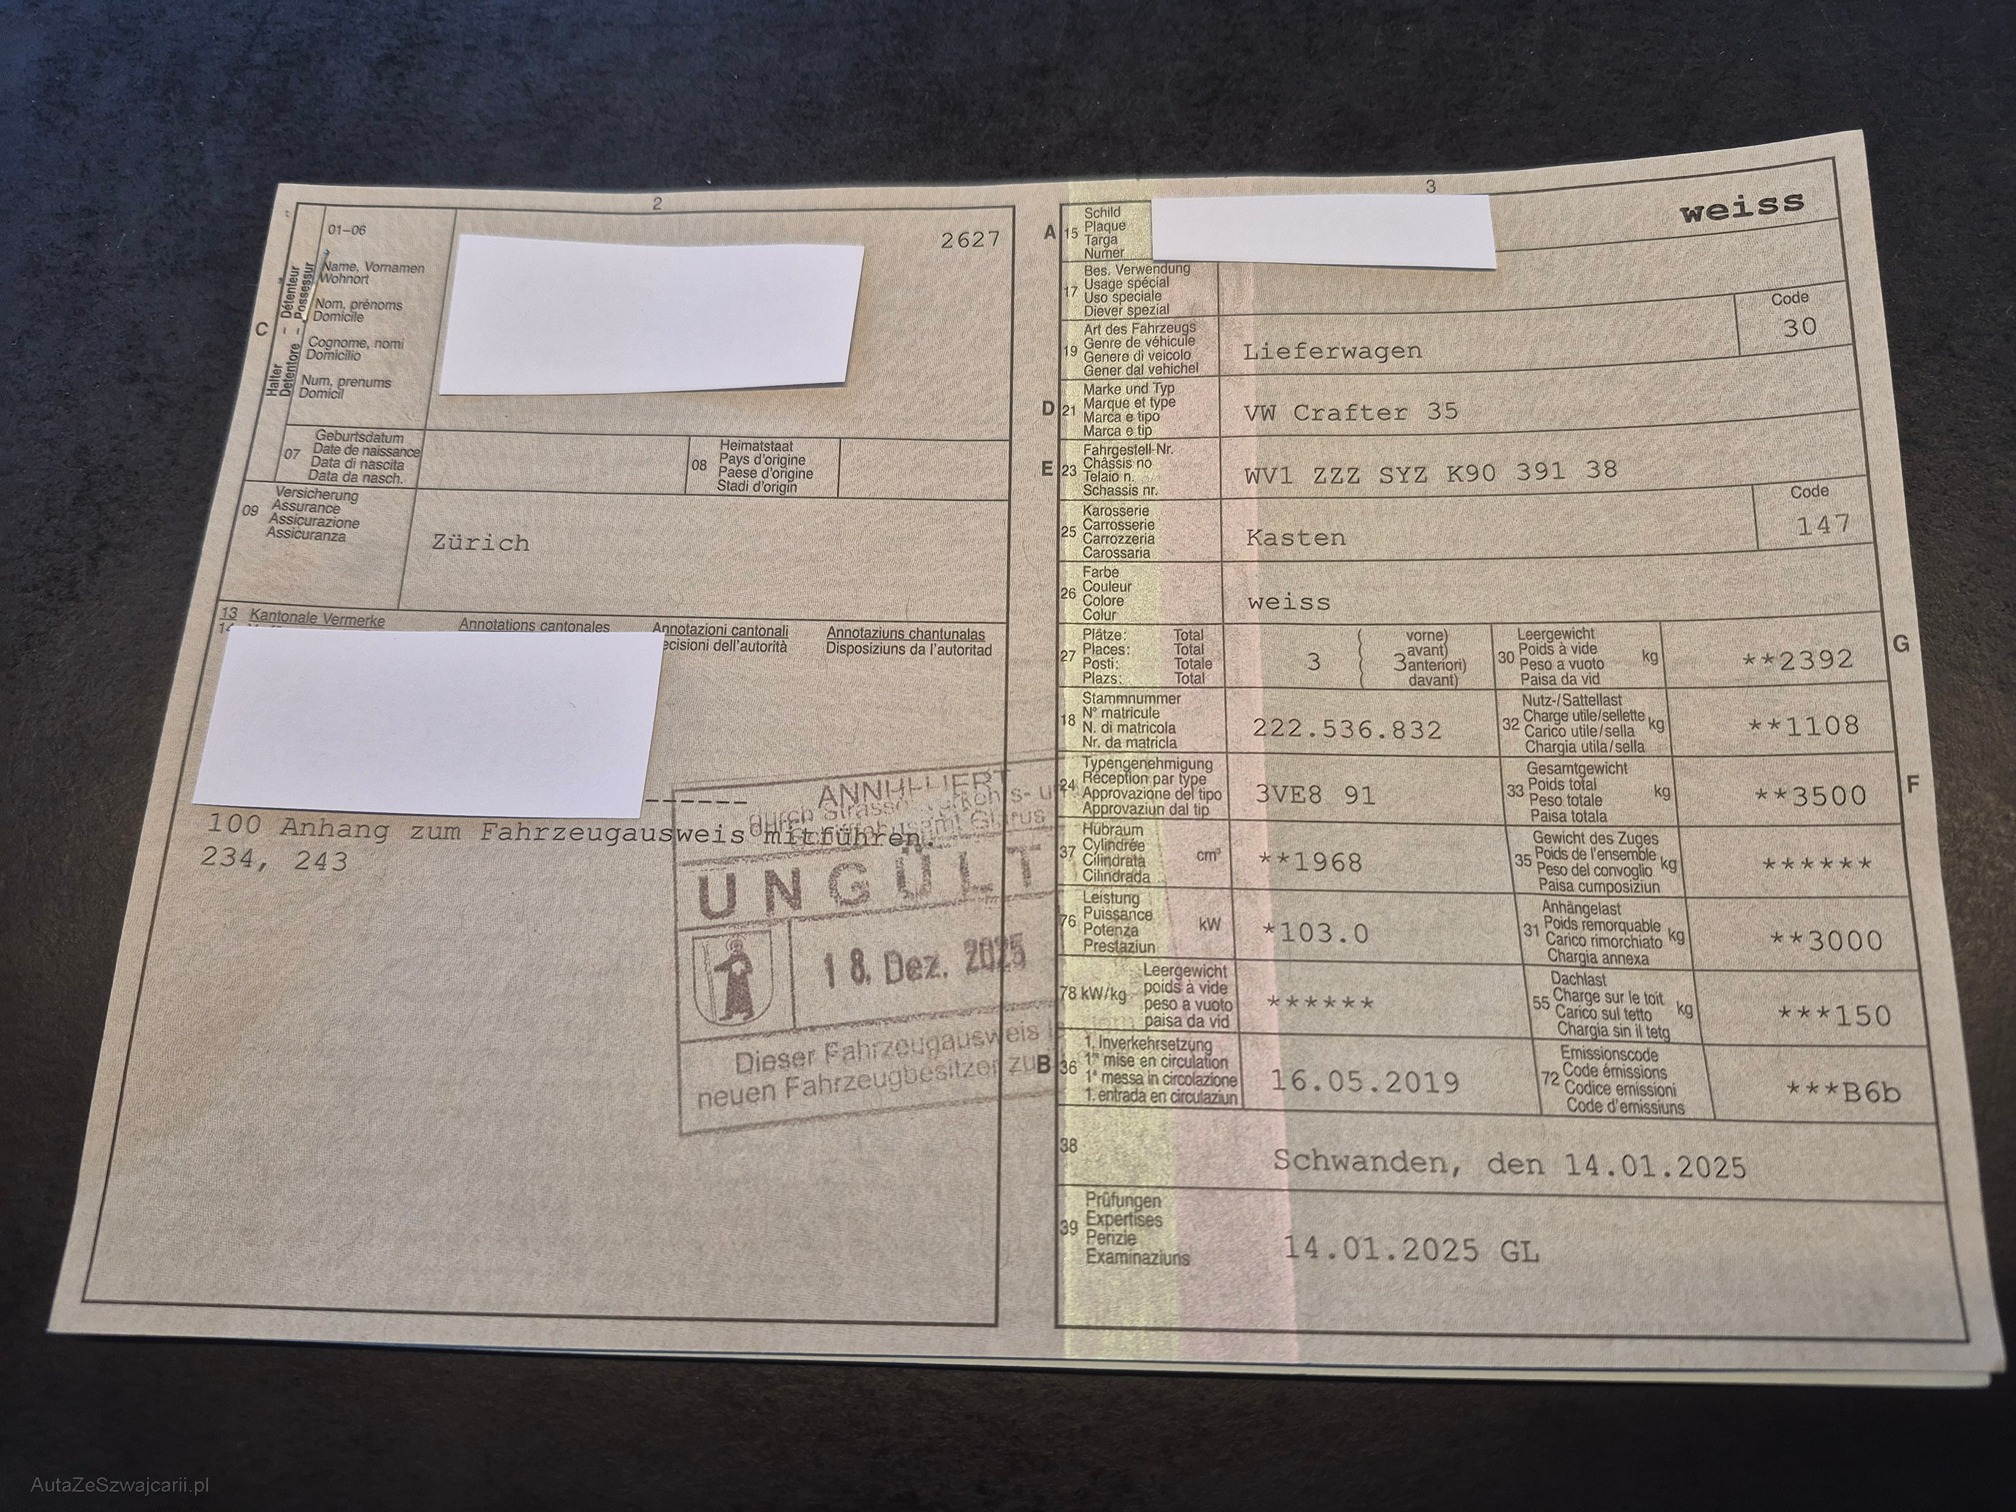 2
01–06
2627
C
Halter – Détenteur
Detentore – Possessur
Name, Vornamen
Wohnort
Nom, prénoms
Domicile
Cognome, nomi
Domicilio
Num, prenums
Domicil
07
Geburtsdatum
Date de naissance
Data di nascita
Data da nasch.
08
Heimatstaat
Pays d'origine
Paese d'origine
Stadi d'origin
09
Versicherung
Assurance
Assicurazione
Assicuranza
Zürich
13 Kantonale Vermerke Annotations cantonales Annotazioni cantonali Annotaziuns chantunalas
14 ecisioni dell'autorità Disposiziuns da l'autoritad
------
100 Anhang zum Fahrzeugausweis mitführen.
234, 243
ANNULLIERT
durch Strassenverkehrs- u
Glarus
UNGÜLT
18. Dez. 2025
Dieser Fahrzeugausweis
neuen Fahrzeugbesitzer zu
3
A
15
Schild
Plaque
Targa
Numer
weiss
17
Bes. Verwendung
Usage spécial
Uso speciale
Diever spezial
19
Art des Fahrzeugs
Genre de véhicule
Genere di veicolo
Gener dal vehichel
Lieferwagen
Code
30
D
21
Marke und Typ
Marque et type
Marca e tipo
Marca e tip
VW Crafter 35
E
23
Fahrgestell-Nr.
Châssis no
Telaio n.
Schassis nr.
WV1 ZZZ SYZ K90 391 38
25
Karosserie
Carrosserie
Carrozzeria
Carossaria
Kasten
Code
147
26
Farbe
Couleur
Colore
Colur
weiss
27
Plätze: Total
Places: Total
Posti: Totale
Plazs: Total
3
3
vorne)
avant)
anteriori)
davant)
30
Leergewicht
Poids à vide
Peso a vuoto
Paisa da vid
kg
**2392
G
18
Stammnummer
N° matricule
N. di matricola
Nr. da matricla
222.536.832
32
Nutz-/Sattellast
Charge utile/sellette
Carico utile/sella
Chargia utila/sella
kg
**1108
24
Typengenehmigung
Réception par type
Approvazione del tipo
Approvaziun dal tip
3VE8 91
33
Gesamtgewicht
Poids total
Peso totale
Paisa totala
kg
**3500
F
37
Hubraum
Cylindrée
Cilindrata
Cilindrada
cm³
**1968
35
Gewicht des Zuges
Poids de l'ensemble
Peso del convoglio
Paisa cumposiziun
kg
******
76
Leistung
Puissance
Potenza
Prestaziun
kW
*103.0
31
Anhängelast
Poids remorquable
Carico rimorchiato
Chargia annexa
kg
**3000
78 kW/kg
Leergewicht
poids à vide
peso a vuoto
paisa da vid
******
55
Dachlast
Charge sur le toit
Carico sul tetto
Chargia sin il tetg
kg
***150
B
36
1. Inverkehrsetzung
1re mise en circulation
1a messa in circolazione
1. entrada en circulaziun
16.05.2019
72
Emissionscode
Code émissions
Codice emissioni
Code d'emissiuns
***B6b
38
Schwanden, den 14.01.2025
39
Prüfungen
Expertises
Perizie
Examinaziuns
14.01.2025 GL
AutaZeSzwajcarii.pl